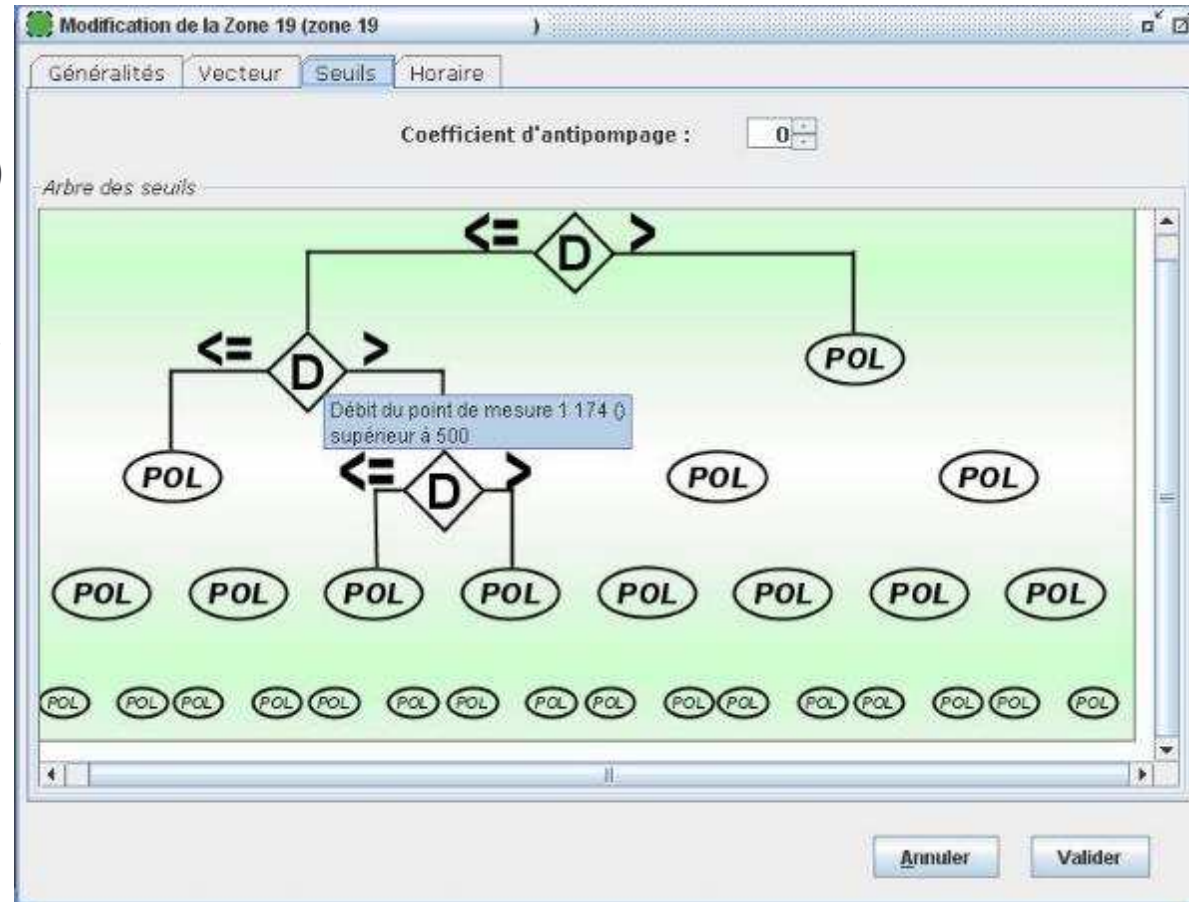 Modification de la Zone 19 (zone 19 )
Généralités Vecteur Seuils Horaire
Coefficient d'antipompage : 0
Arbre des seuils
<= D >
<= D > POL
Débit du point de mesure 1 174 ()
supérieur à 500
POL <= D > POL POL
POL POL POL POL POL POL POL POL
POL POL POL POL POL POL POL POL POL POL POL POL POL POL POL POL
Annuler Valider